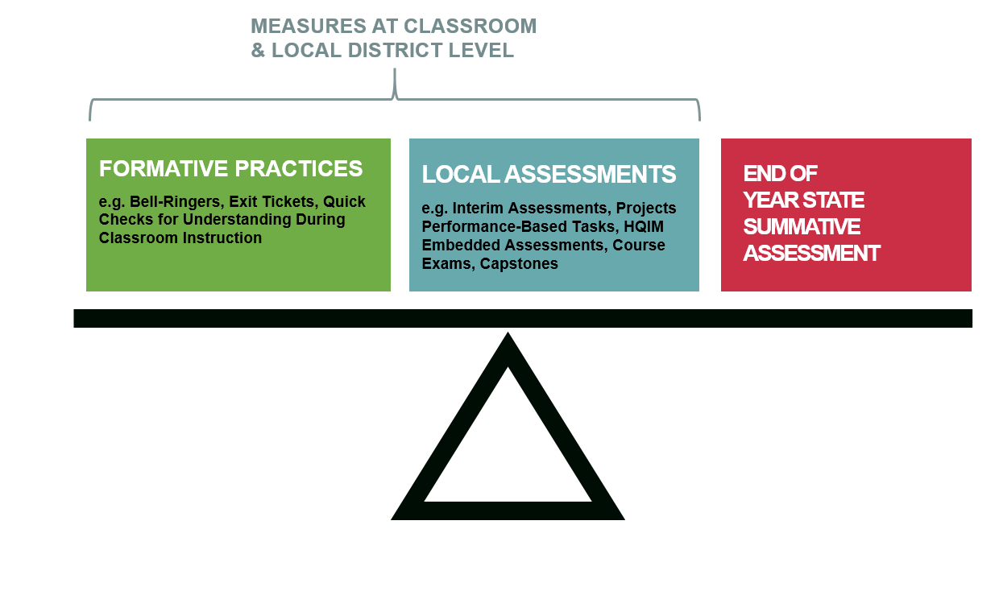 MEASURES AT CLASSROOM
& LOCAL DISTRICT LEVEL
FORMATIVE PRACTICES
e.g. Bell-Ringers, Exit Tickets, Quick
Checks for Understanding During
Classroom Instruction
LOCAL ASSESSMENTS
e.g. Interim Assessments, Projects
Performance-Based Tasks, HQIM
Embedded Assessments, Course
Exams, Capstones
END OF
YEAR STATE
SUMMATIVE
ASSESSMENT